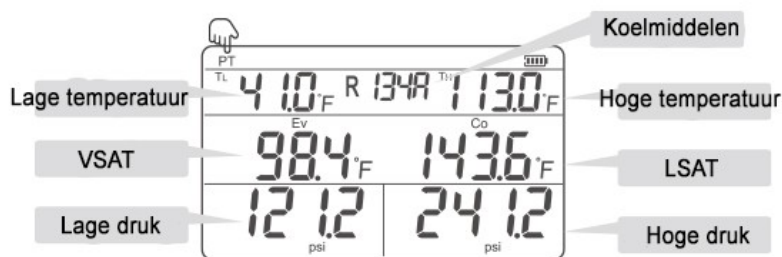 Koelmiddelen
PT
Lage temperatuur TL 41.0 °F R 134A TH 113.0 °F Hoge temperatuur
Ev Co
VSAT 98.4 °F 143.6 °F LSAT
Lage druk 121.2 psi 241.2 psi Hoge druk